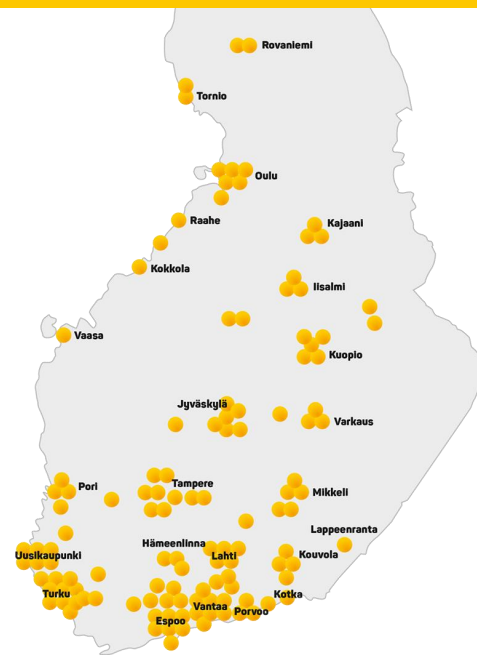 Rovaniemi
Tornio
Oulu
Raahe
Kajaani
Kokkola
Iisalmi
Vaasa
Kuopio
Jyväskylä
Varkaus
Pori
Tampere
Mikkeli
Lappeenranta
Hämeenlinna
Uusikaupunki
Lahti
Kouvola
Turku
Kotka
Vantaa
Porvoo
Espoo